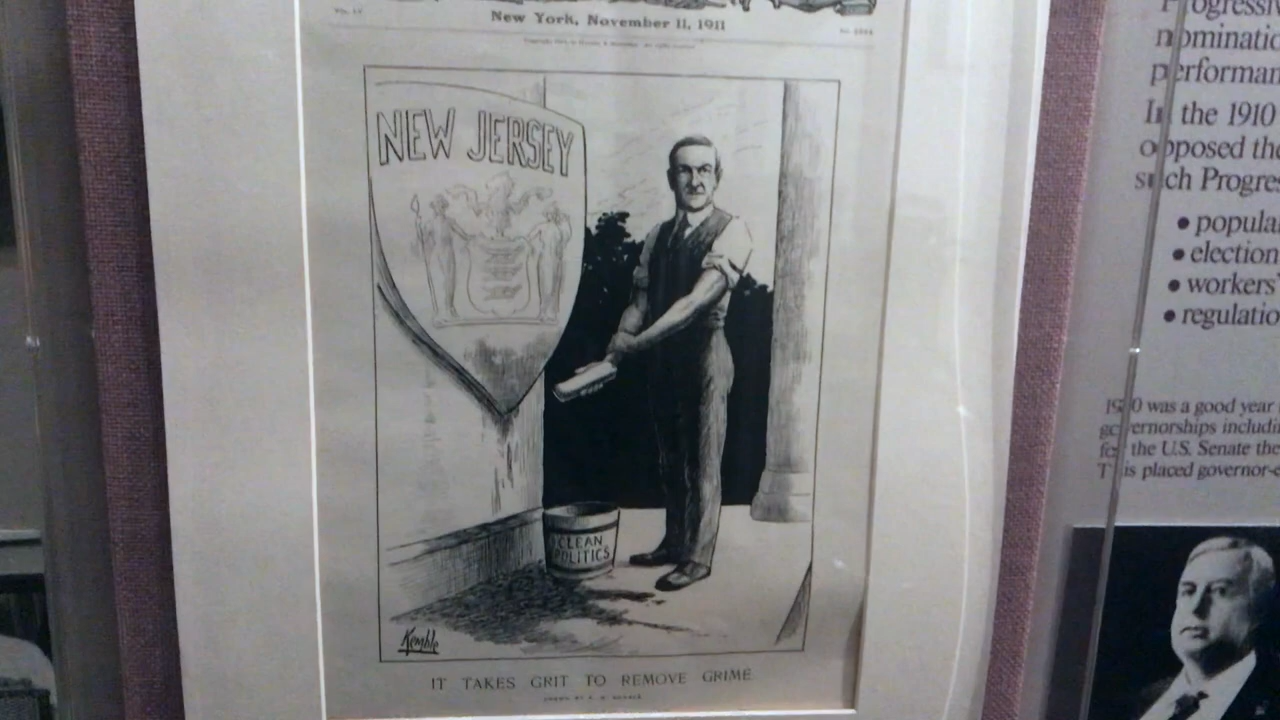 New York, November 11, 1911
NEW JERSEY
CLEAN
POLITICS
Kemble
IT TAKES GRIT TO REMOVE GRIME
nominatio
performan
In the 1910
opposed the
such Progres
• popula
• election
• workers'
• regulatio
1910 was a good year
governorships includi
for the U.S. Senate the
This placed governor-e